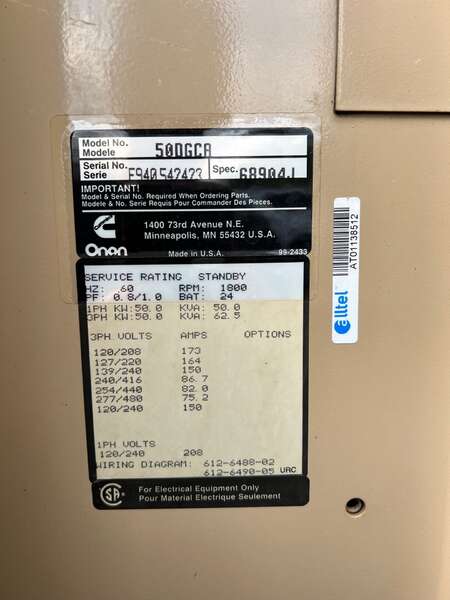 Model No.
Modele 50DGCA
Serial No.
Serie E940542423 Spec. 68904J
IMPORTANT!
Model & Serial No. Required When Ordering Parts.
Modele & No Serie Requis Pour Commander Des Pieces.
1400 73rd Avenue N.E.
Minneapolis, MN 55432 U.S.A.
Onan Made in U.S.A. 99-2433
SERVICE RATING STANDBY
HZ: 60 RPM: 1800
PF: 0.8/1.0 BAT: 24
1PH KW:50.0 KVA: 50.0
3PH KW:50.0 KVA: 62.5
3PH VOLTS AMPS OPTIONS
120/208 173
127/220 164
139/240 150
240/416 86.7
254/440 82.0
277/480 75.2
120/240 150
1PH VOLTS
120/240 208
WIRING DIAGRAM: 612-6488-02
612-6490-05 URC
SA
For Electrical Equipment Only
Pour Material Electrique Seulement
alltel
AT01138512